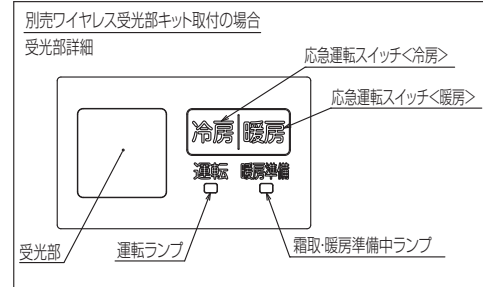 別売ワイヤレス受光部キット取付の場合
受光部詳細
応急運転スイッチ<冷房>
応急運転スイッチ<暖房>
冷房 暖房
運転 暖房準備
受光部
運転ランプ
霜取・暖房準備中ランプ